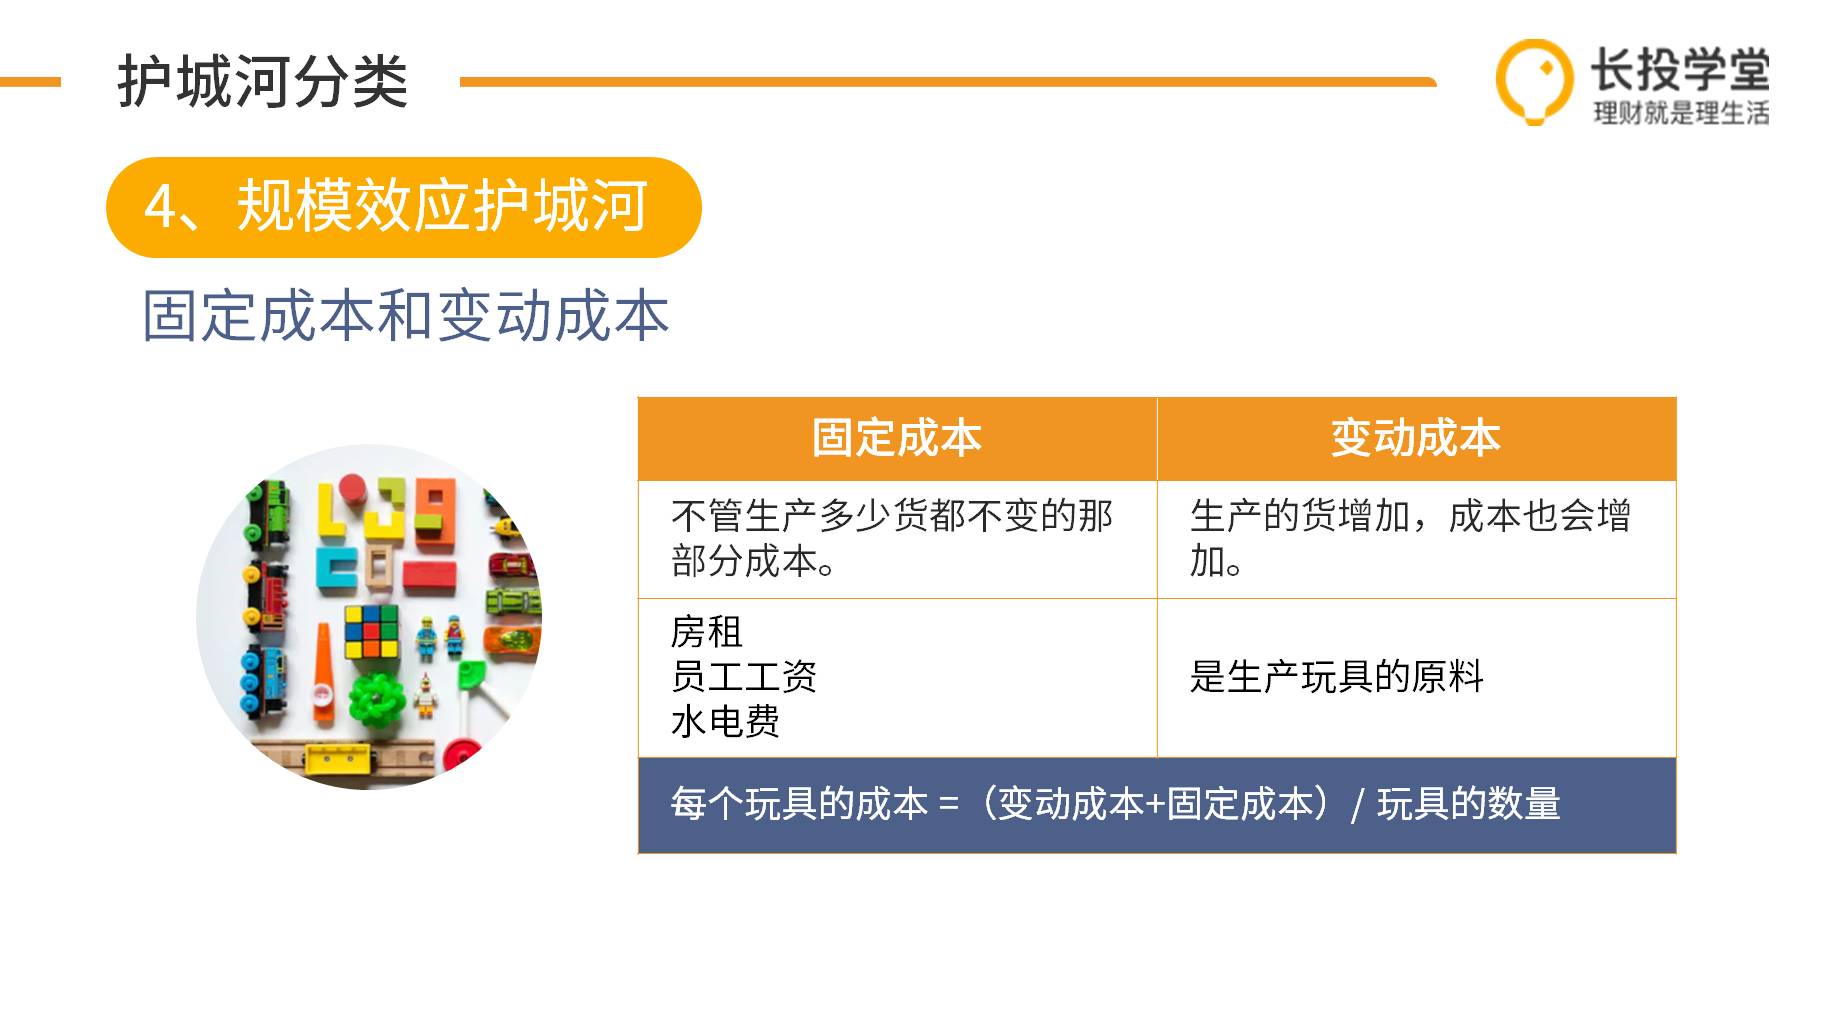 护城河分类
长投学堂
理财就是理生活
4、规模效应护城河
固定成本和变动成本
固定成本
变动成本
不管生产多少货都不变的那
部分成本。
生产的货增加，成本也会增
加。
房租
员工工资
水电费
是生产玩具的原料
每个玩具的成本 =（变动成本+固定成本）/ 玩具的数量